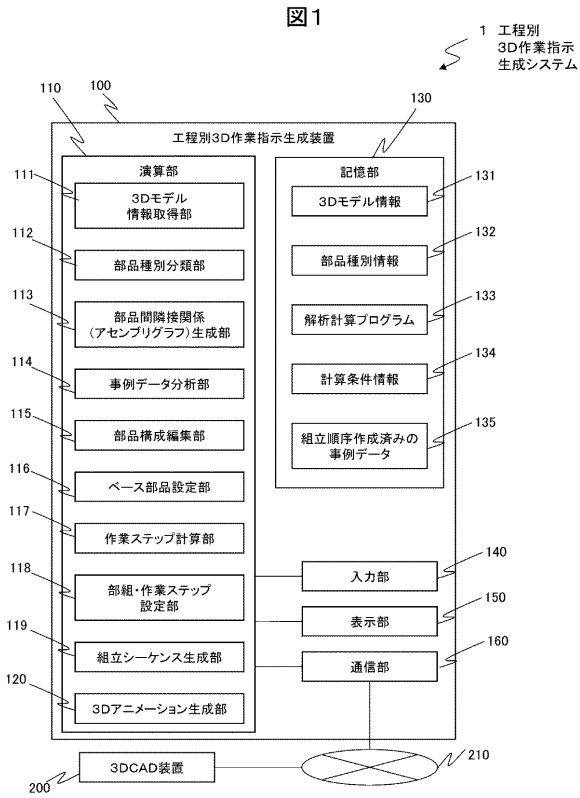 図1
1 工程別
3D作業指示
生成システム
110
100
130
工程別3D作業指示生成装置
演算部
111
3Dモデル
情報取得部
112
部品種別分類部
113
部品間隣接関係
(アセンブリグラフ)生成部
114
事例データ分析部
115
部品構成編集部
116
ベース部品設定部
117
作業ステップ計算部
118
部組・作業ステップ
設定部
119
組立シーケンス生成部
120
3Dアニメーション生成部
記憶部
131
3Dモデル情報
132
部品種別情報
133
解析計算プログラム
134
計算条件情報
135
組立順序作成済みの
事例データ
140
入力部
150
表示部
160
通信部
200
3DCAD装置
210